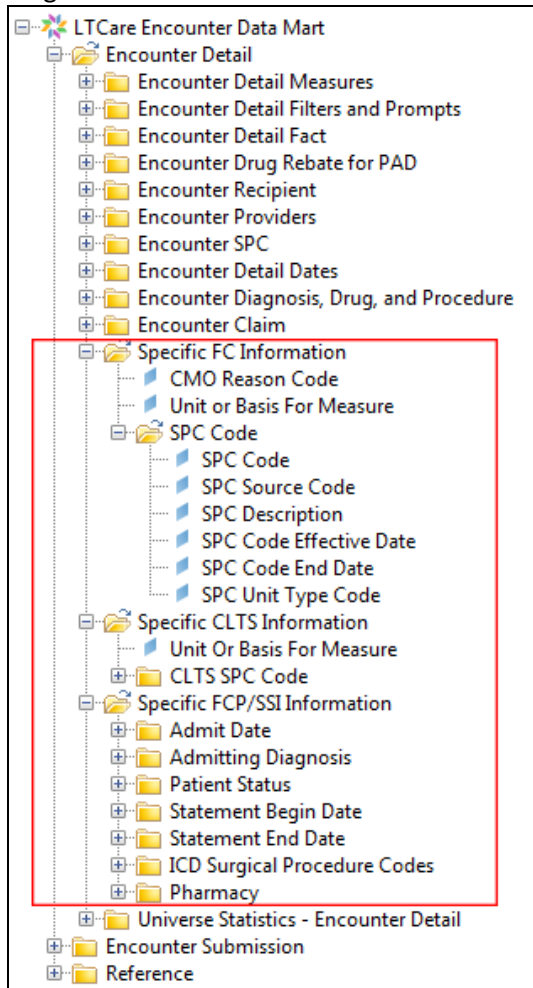 LTCare Encounter Data Mart
Encounter Detail
Encounter Detail Measures
Encounter Detail Filters and Prompts
Encounter Detail Fact
Encounter Drug Rebate for PAD
Encounter Recipient
Encounter Providers
Encounter SPC
Encounter Detail Dates
Encounter Diagnosis, Drug, and Procedure
Encounter Claim
Specific FC Information
CMO Reason Code
Unit or Basis For Measure
SPC Code
SPC Code
SPC Source Code
SPC Description
SPC Code Effective Date
SPC Code End Date
SPC Unit Type Code
Specific CLTS Information
Unit Or Basis For Measure
CLTS SPC Code
Specific FCP/SSI Information
Admit Date
Admitting Diagnosis
Patient Status
Statement Begin Date
Statement End Date
ICD Surgical Procedure Codes
Pharmacy
Universe Statistics - Encounter Detail
Encounter Submission
Reference